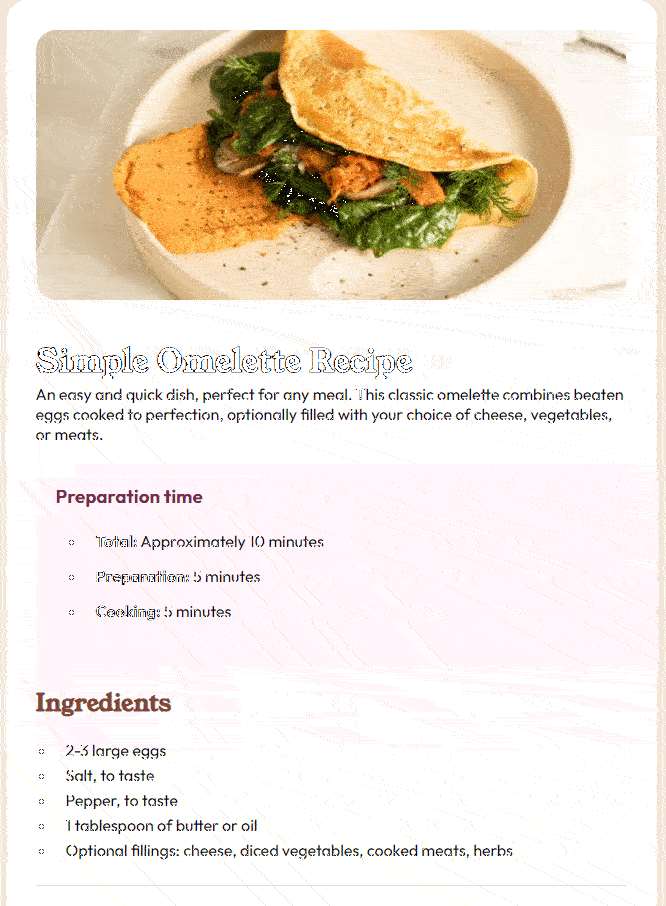 Simple Omelette Recipe
An easy and quick dish, perfect for any meal. This classic omelette combines beaten
eggs cooked to perfection, optionally filled with your choice of cheese, vegetables,
or meats.
Preparation time
Total: Approximately 10 minutes
Preparation: 5 minutes
Cooking: 5 minutes
Ingredients
2-3 large eggs
Salt, to taste
Pepper, to taste
1 tablespoon of butter or oil
Optional fillings: cheese, diced vegetables, cooked meats, herbs